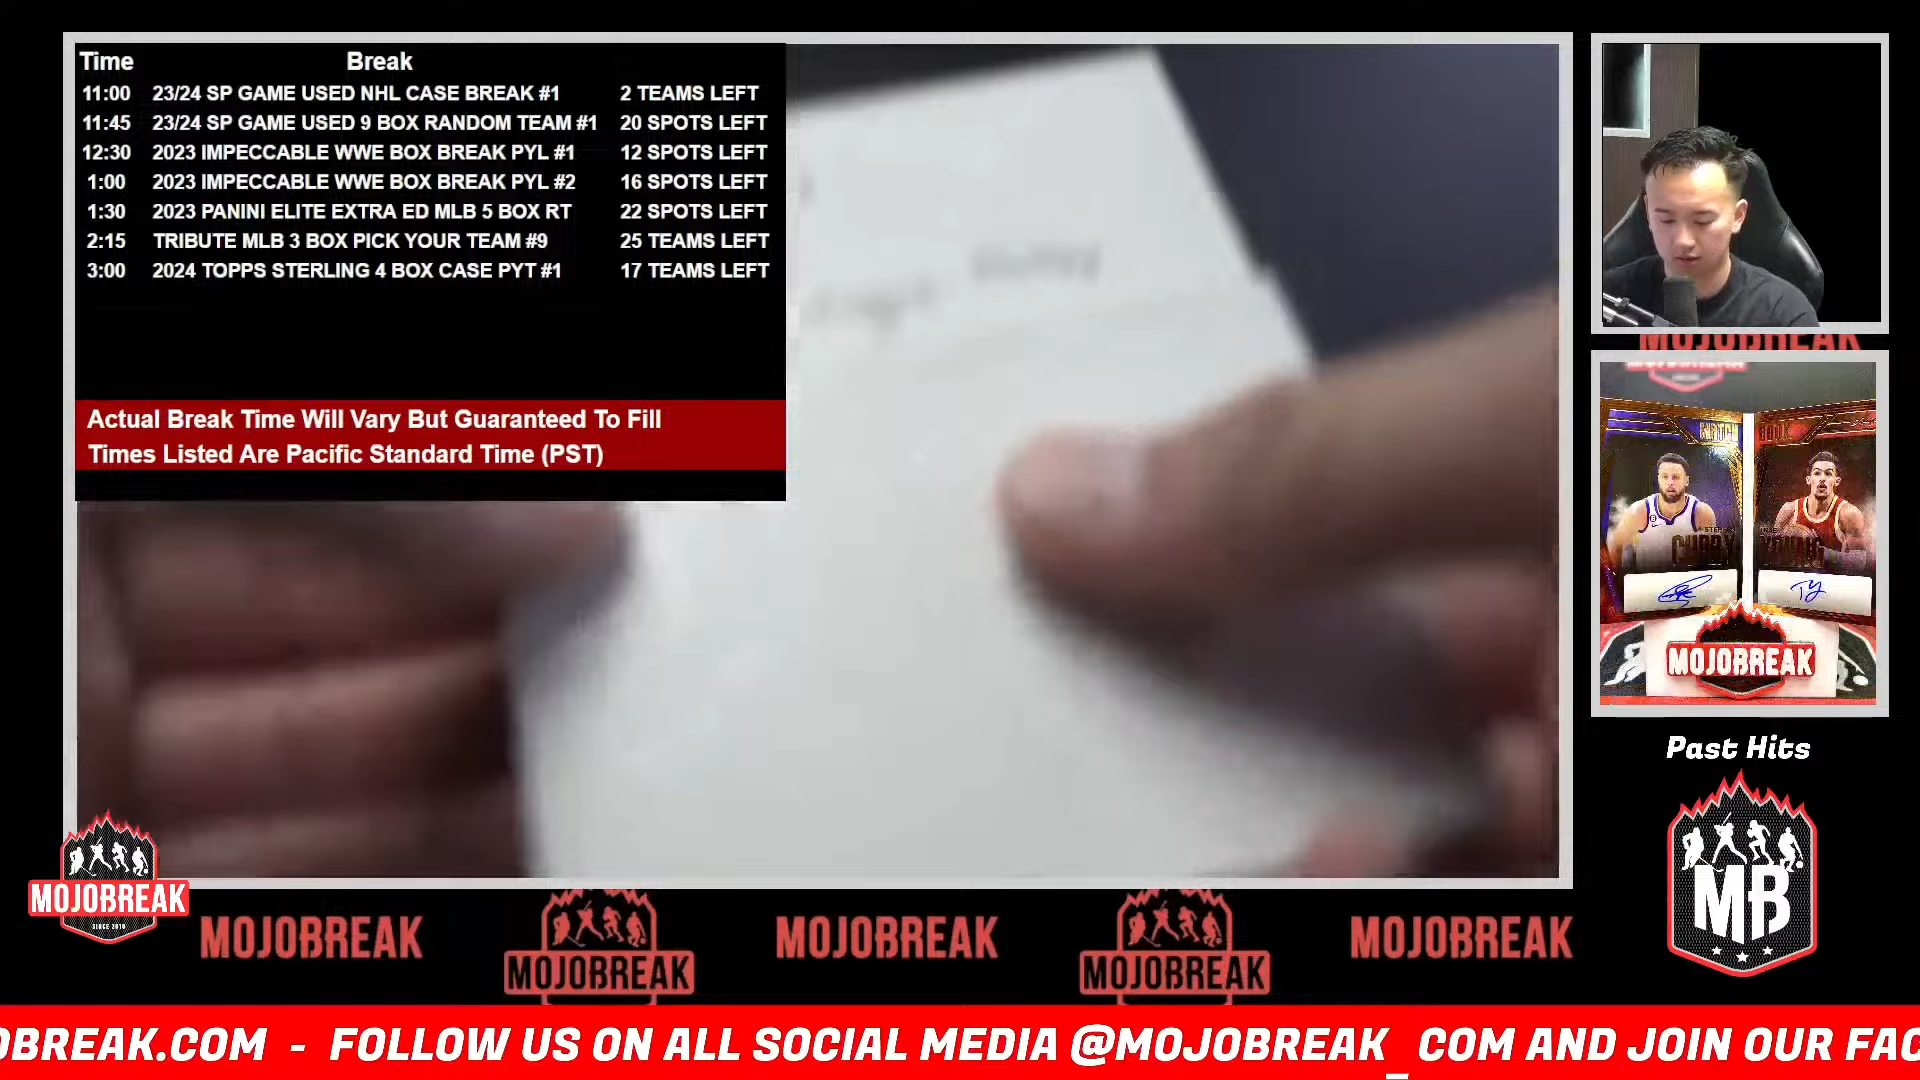 Time Break
11:00 23/24 SP GAME USED NHL CASE BREAK #1 2 TEAMS LEFT
11:45 23/24 SP GAME USED 9 BOX RANDOM TEAM #1 20 SPOTS LEFT
12:30 2023 IMPECCABLE WWE BOX BREAK PYL #1 12 SPOTS LEFT
1:00 2023 IMPECCABLE WWE BOX BREAK PYL #2 16 SPOTS LEFT
1:30 2023 PANINI ELITE EXTRA ED MLB 5 BOX RT 22 SPOTS LEFT
2:15 TRIBUTE MLB 3 BOX PICK YOUR TEAM #9 25 TEAMS LEFT
3:00 2024 TOPPS STERLING 4 BOX CASE PYT #1 17 TEAMS LEFT
Actual Break Time Will Vary But Guaranteed To Fill
Times Listed Are Pacific Standard Time (PST)
MOJOBREAK
CURRY YOUNG
MOJOBREAK
Past Hits
MB
MOJOBREAK
SINCE 2010
MOJOBREAK MOJOBREAK MOJOBREAK MOJOBREAK MOJOBREAK
OBREAK.COM - FOLLOW US ON ALL SOCIAL MEDIA @MOJOBREAK_COM AND JOIN OUR FAC